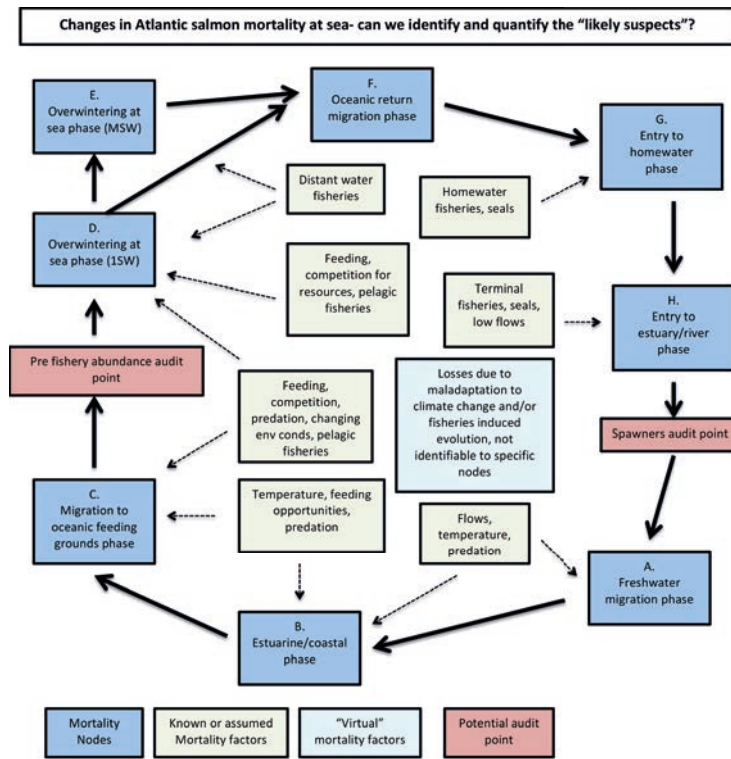 Changes in Atlantic salmon mortality at sea- can we identify and quantify the “likely suspects”?
E.
Overwintering at
sea phase (MSW)
F.
Oceanic return
migration phase
G.
Entry to
homewater
phase
Distant water
fisheries
Homewater
fisheries, seals
D.
Overwintering at
sea phase (1SW)
Feeding,
competition for
resources, pelagic
fisheries
Terminal
fisheries, seals,
low flows
H.
Entry to
estuary/river
phase
Pre fishery abundance audit
point
Feeding,
competition,
predation, changing
env conds, pelagic
fisheries
Losses due to
maladaptation to
climate change and/or
fisheries induced
evolution, not
identifiable to specific
nodes
Spawners audit point
C.
Migration to
oceanic feeding
grounds phase
Temperature, feeding
opportunities,
predation
Flows,
temperature,
predation
A.
Freshwater
migration phase
B.
Estuarine/coastal
phase
Mortality
Nodes
Known or assumed
Mortality factors
“Virtual”
mortality factors
Potential audit
point